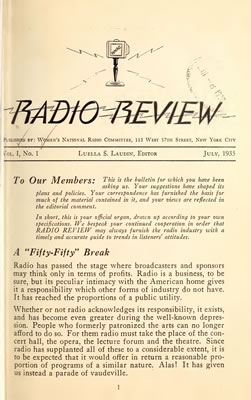 RADIO REVIEW
PUBLISHED BY: WOMEN'S NATIONAL RADIO COMMITTEE, 113 WEST 57TH STREET, NEW YORK CITY
VOL. I, No. 1 LUELLA S. LAUDIN, EDITOR JULY, 1935
To Our Members: This is the bulletin for which you have been
asking us. Your suggestions have shaped its
plans and policies. Your correspondence has furnished the basis for
much of the material contained in it, and your views are reflected in
the editorial comment.
In short, this is your official organ, drawn up according to your own
specifications. We bespeak your continued cooperation in order that
RADIO REVIEW may always furnish the radio industry with a
timely and accurate guide to trends in listeners' attitudes.
A "Fifty-Fifty" Break
Radio has passed the stage where broadcasters and sponsors
may think only in terms of profits. Radio is a business, to be
sure, but its peculiar intimacy with the American home gives
it a responsibility which other forms of industry do not have.
It has reached the proportions of a public utility.
Whether or not radio acknowledges its responsibility, it exists,
and has become even greater during the well-known depres-
sion. People who formerly patronized the arts can no longer
afford to do so. For them radio must take the place of the con-
cert hall, the opera, the lecture forum and the theatre. Since
radio has supplanted all of these to a considerable extent, it is
to be expected that it would offer in return a reasonable pro-
portion of programs of a similar nature. Alas! It has given
us instead a parade of vaudeville.
1